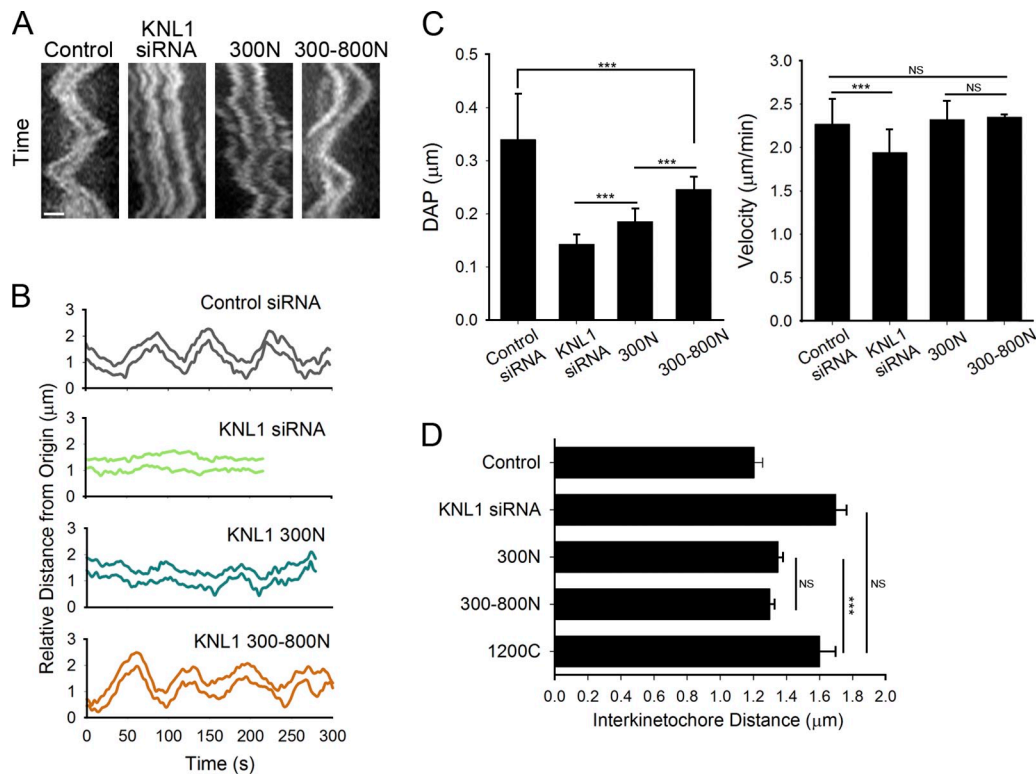 A
Control
KNL1
siRNA
300N
300-800N
Time
B
Control siRNA
3
2
1
0
KNL1 siRNA
3
2
1
0
KNL1 300N
3
2
1
0
KNL1 300-800N
3
2
1
0
0 50 100 150 200 250 300
Time (s)
Relative Distance from Origin (μm)
C
DAP (μm)
0.5
0.4
0.3
0.2
0.1
0.0
***
***
***
Control
siRNA
KNL1
siRNA
300N
300-800N
Velocity (μm/min)
3.0
2.5
2.0
1.5
1.0
0.5
0.0
NS
***
NS
Control
siRNA
KNL1
siRNA
300N
300-800N
D
Control
KNL1 siRNA
300N
300-800N
1200C
NS
***
NS
0.0 0.2 0.4 0.6 0.8 1.0 1.2 1.4 1.6 1.8 2.0
Interkinetochore Distance (μm)